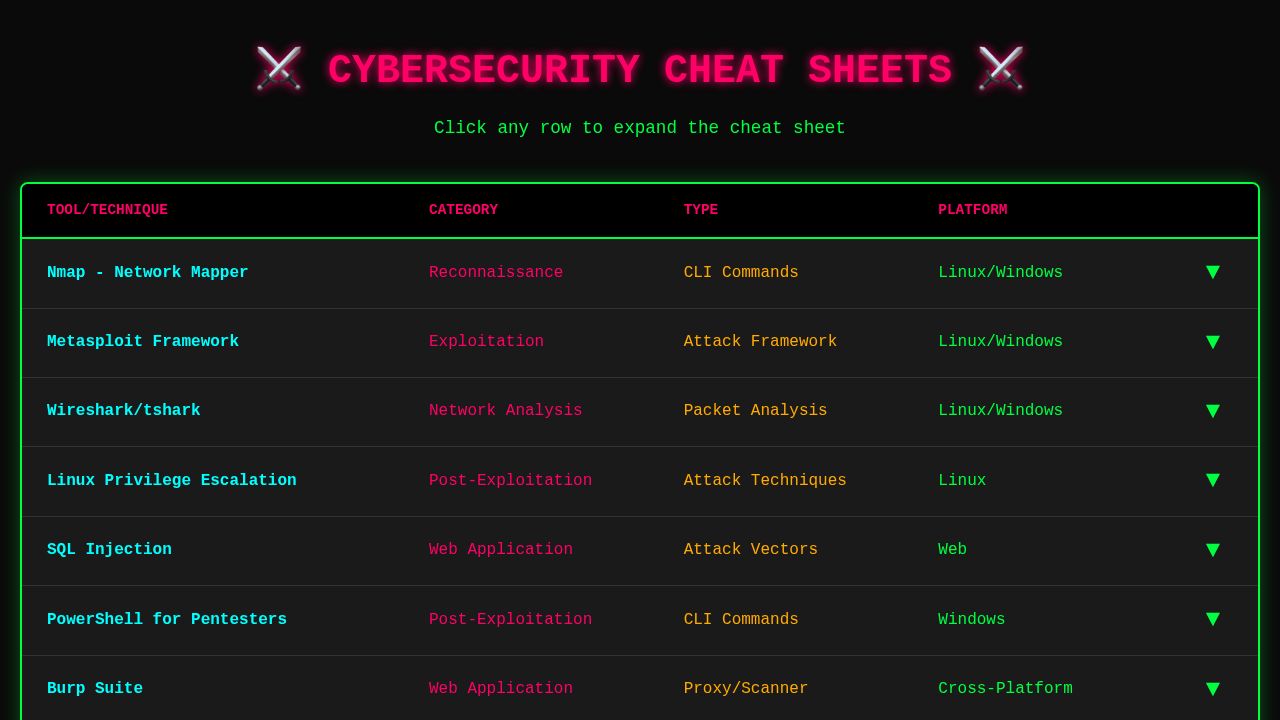 ⚔️ CYBERSECURITY CHEAT SHEETS ⚔️
Click any row to expand the cheat sheet
TOOL/TECHNIQUE CATEGORY TYPE PLATFORM
Nmap - Network Mapper Reconnaissance CLI Commands Linux/Windows ▼
Metasploit Framework Exploitation Attack Framework Linux/Windows ▼
Wireshark/tshark Network Analysis Packet Analysis Linux/Windows ▼
Linux Privilege Escalation Post-Exploitation Attack Techniques Linux ▼
SQL Injection Web Application Attack Vectors Web ▼
PowerShell for Pentesters Post-Exploitation CLI Commands Windows ▼
Burp Suite Web Application Proxy/Scanner Cross-Platform ▼